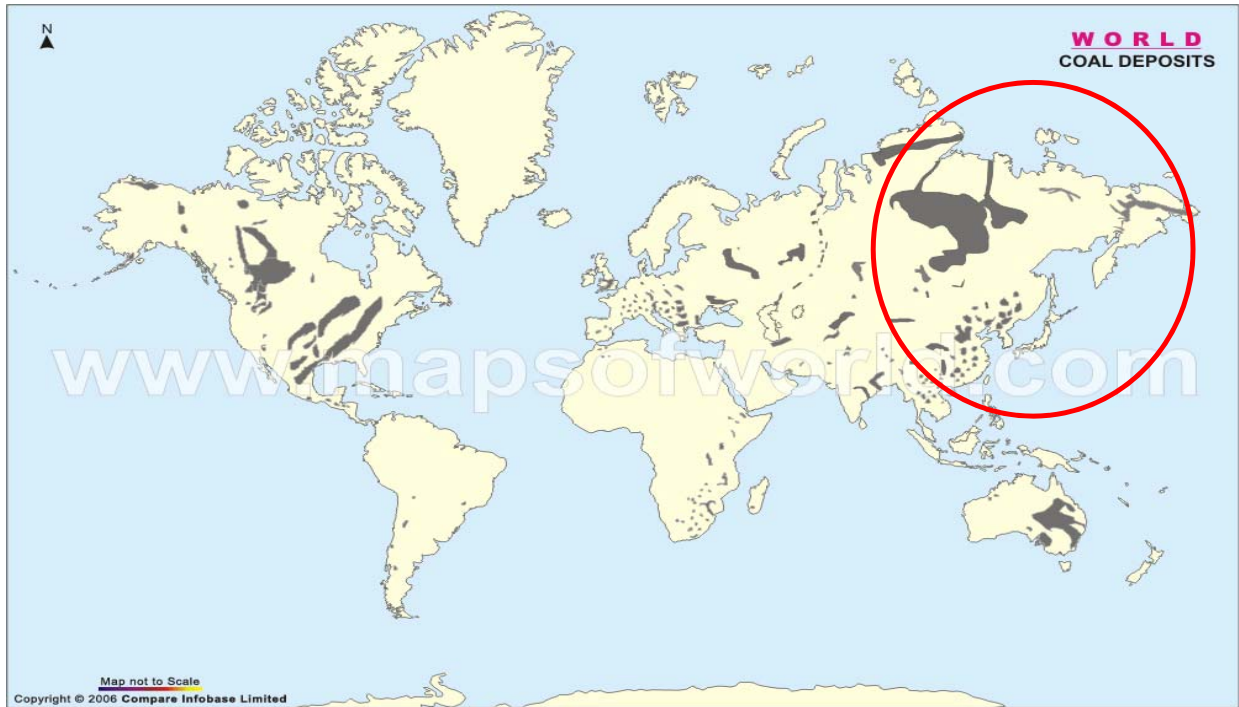 N
WORLD
COAL DEPOSITS
www.mapsofworld.com
Map not to Scale
Copyright © 2006 Compare Infobase Limited